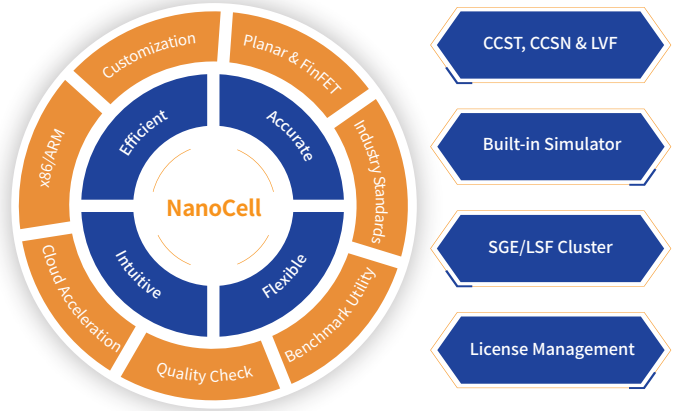 Customization
Planar & FinFET
Industry Standards
Benchmark Utility
Quality Check
Cloud Acceleration
x86/ARM
Efficient
Accurate
Flexible
Intuitive
NanoCell
CCST, CCSN & LVF
Built-in Simulator
SGE/LSF Cluster
License Management